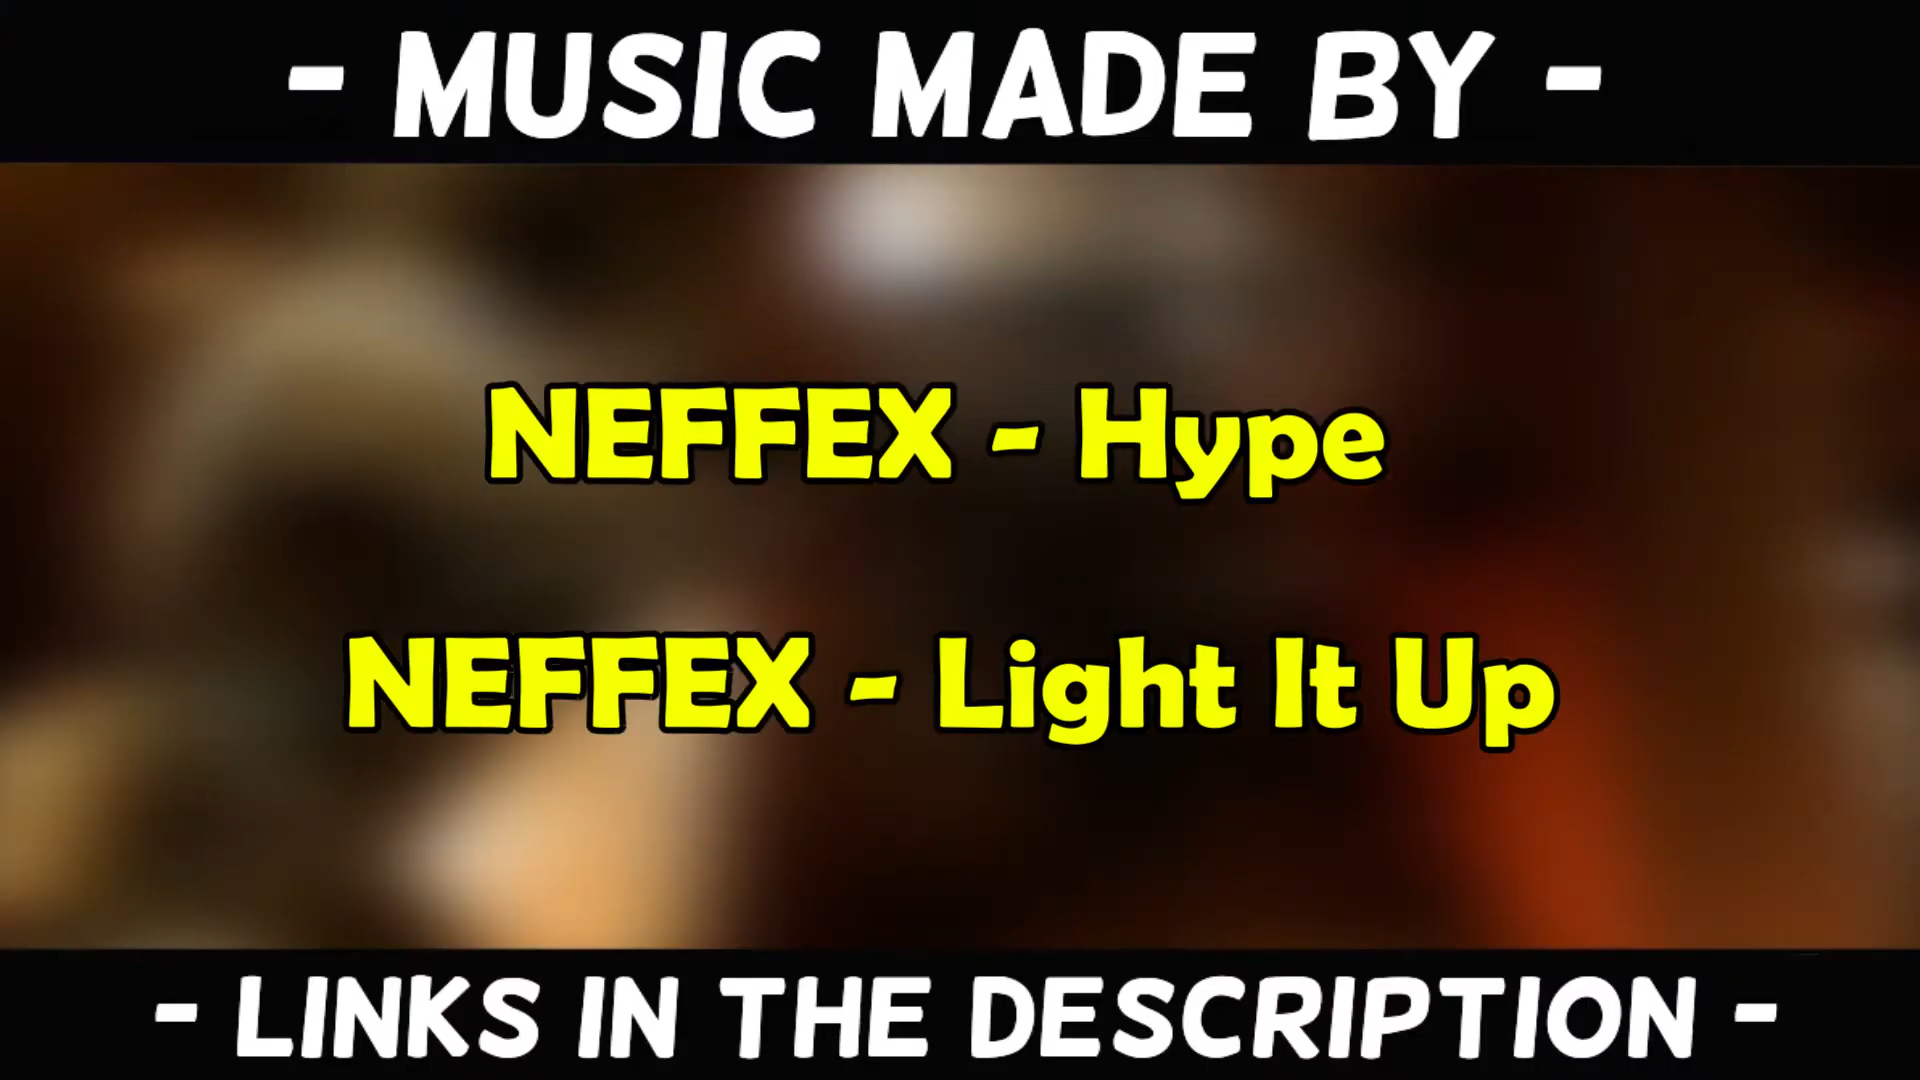 - MUSIC MADE BY -
NEFFEX - Hype
NEFFEX - Light It Up
- LINKS IN THE DESCRIPTION -